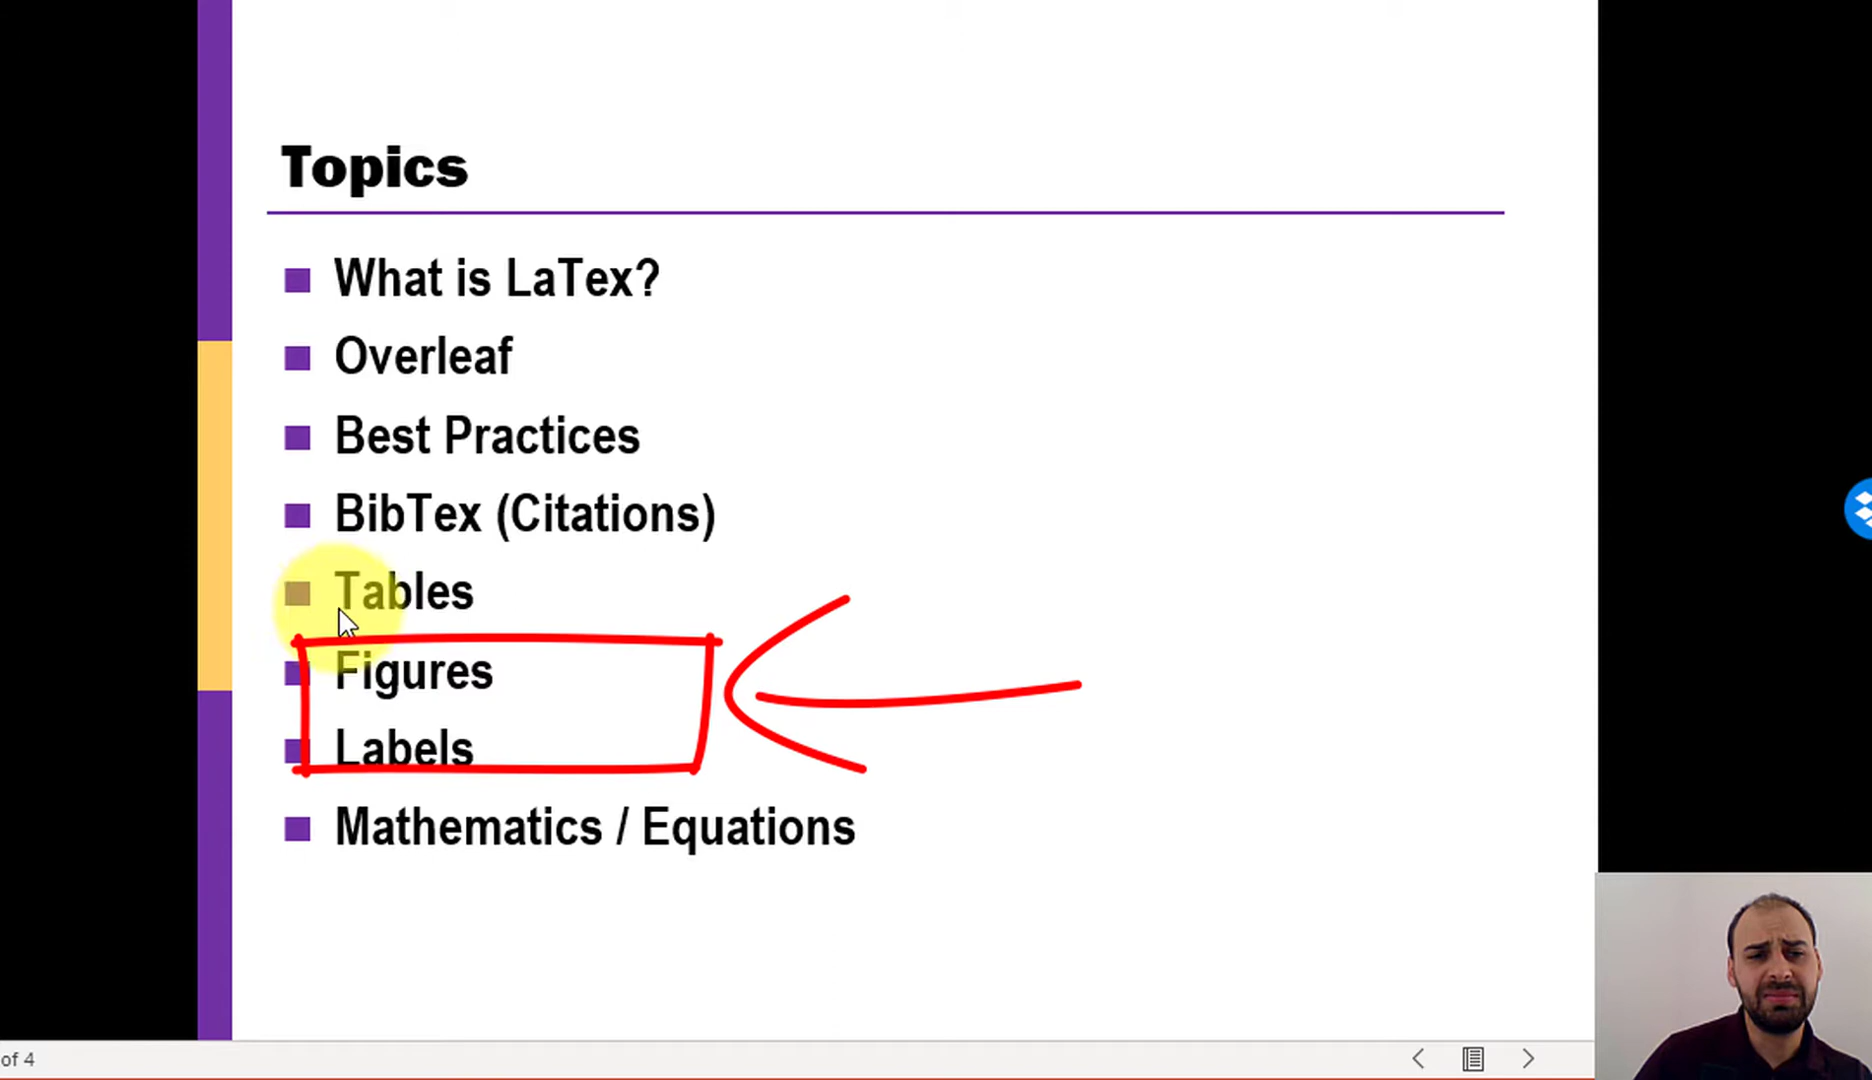 Topics
What is LaTex?
Overleaf
Best Practices
BibTex (Citations)
Tables
Figures
Labels
Mathematics / Equations
of 4